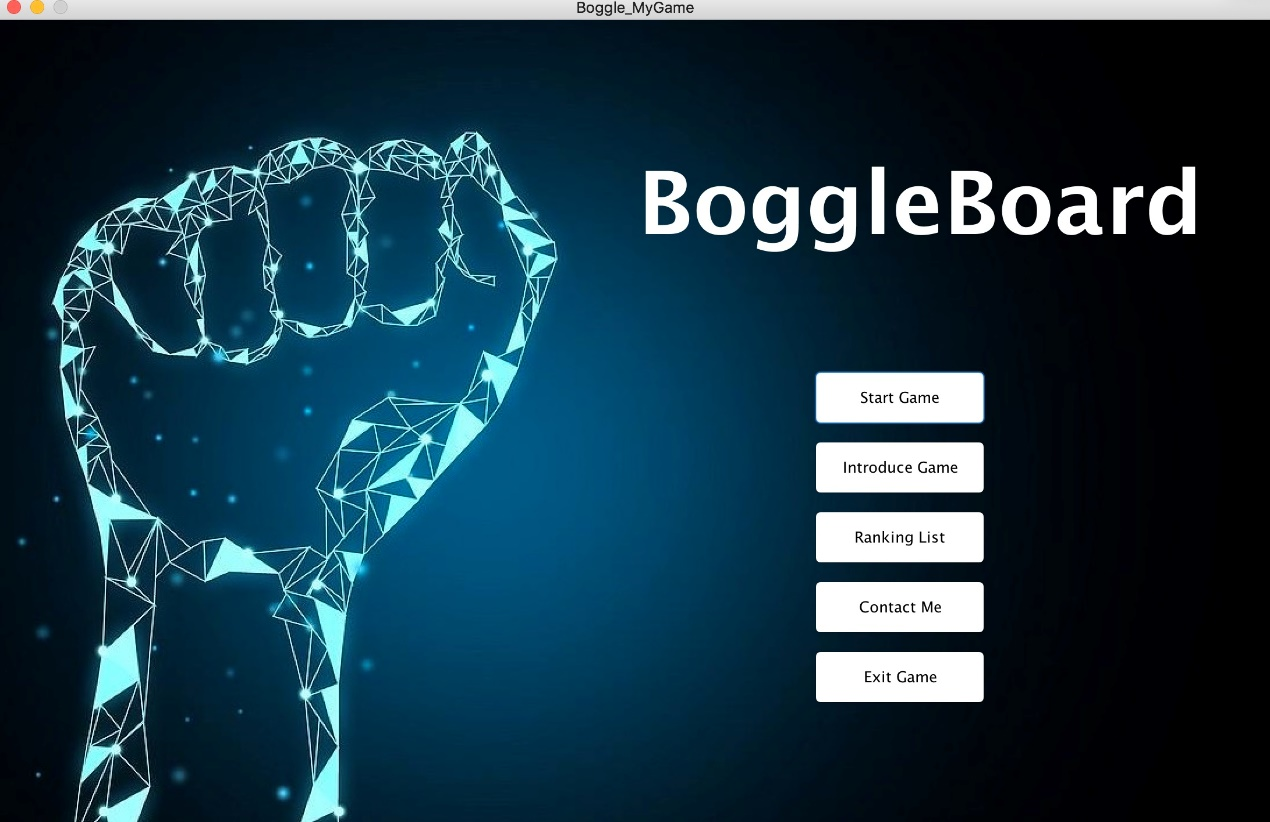 Boggle_MyGame
BoggleBoard
Start Game
Introduce Game
Ranking List
Contact Me
Exit Game